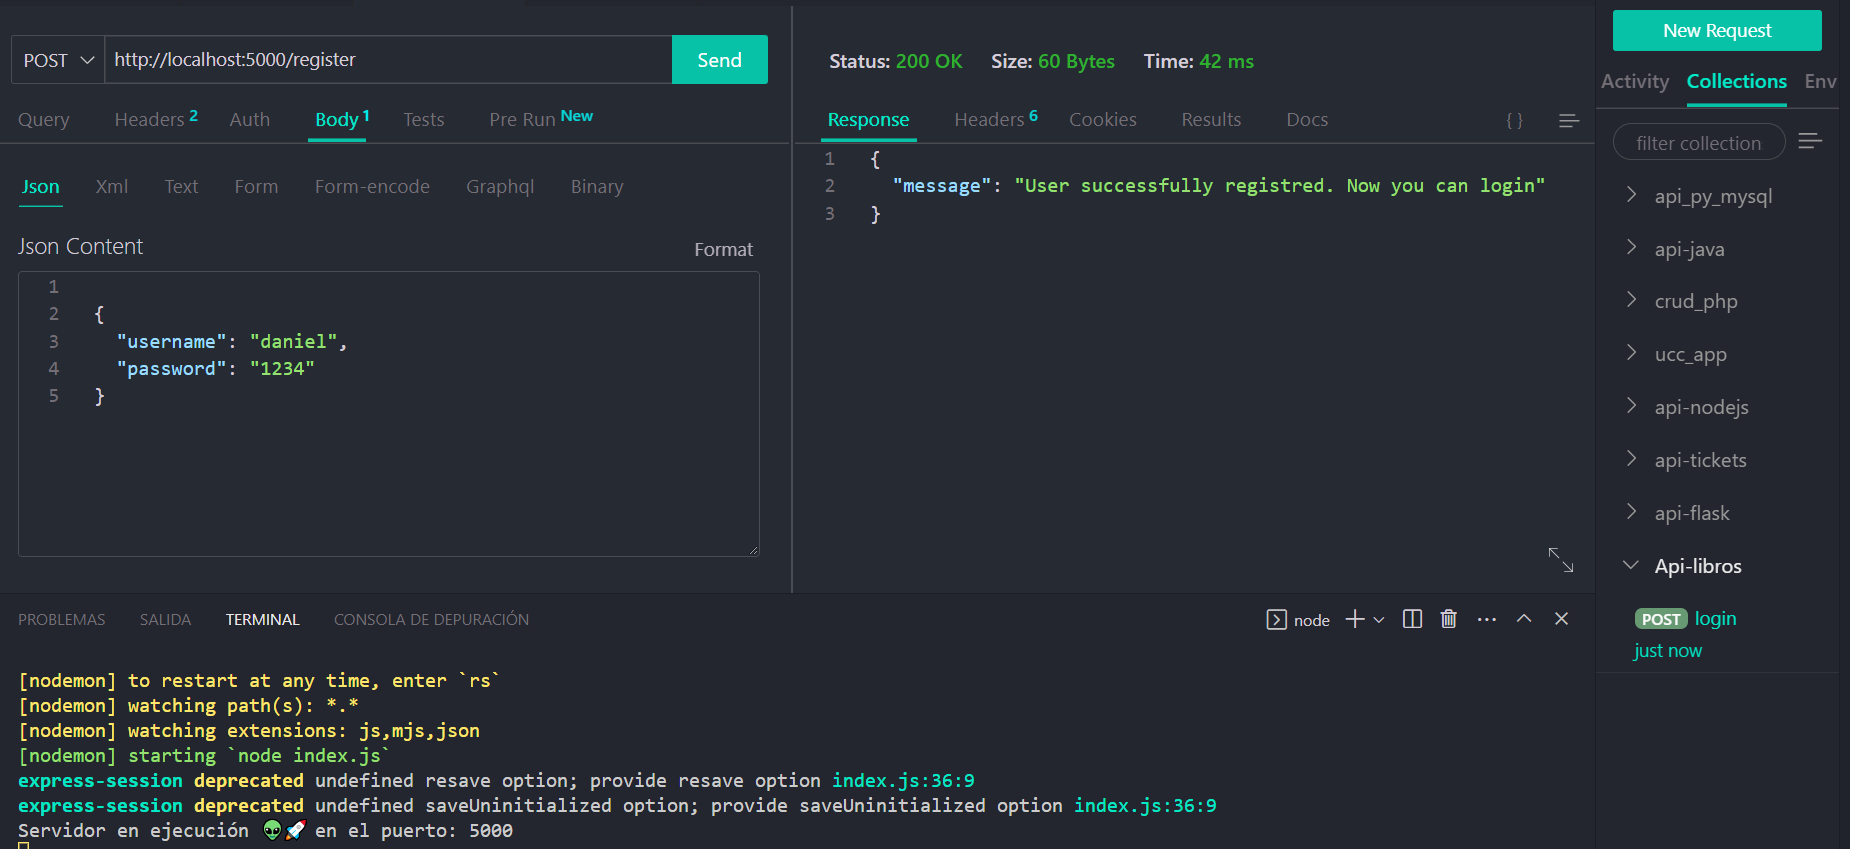 POST http://localhost:5000/register Send
Query Headers 2 Auth Body 1 Tests Pre Run New
Json Xml Text Form Form-encode Graphql Binary
Json Content Format
1
2 {
3 "username": "daniel",
4 "password": "1234"
5 }
Status: 200 OK Size: 60 Bytes Time: 42 ms
Response Headers 6 Cookies Results Docs { }
1 {
2 "message": "User successfully registred. Now you can login"
3 }
New Request
Activity Collections Env
filter collection
api_py_mysql
api-java
crud_php
ucc_app
api-nodejs
api-tickets
api-flask
Api-libros
POST login
just now
PROBLEMAS SALIDA TERMINAL CONSOLA DE DEPURACIÓN node
[nodemon] to restart at any time, enter `rs`
[nodemon] watching path(s): *.*
[nodemon] watching extensions: js,mjs,json
[nodemon] starting `node index.js`
express-session deprecated undefined resave option; provide resave option index.js:36:9
express-session deprecated undefined saveUninitialized option; provide saveUninitialized option index.js:36:9
Servidor en ejecución 👽🚀 en el puerto: 5000